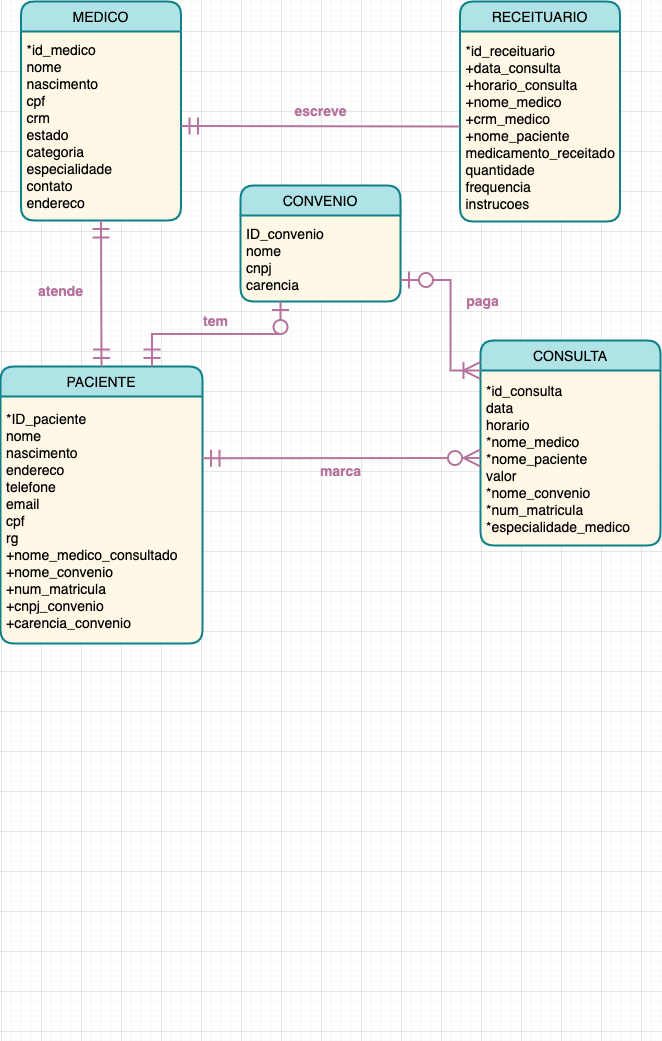 MEDICO
*id_medico
nome
nascimento
cpf
crm
estado
categoria
especialidade
contato
endereco
escreve
RECEITUARIO
*id_receituario
+data_consulta
+horario_consulta
+nome_medico
+crm_medico
+nome_paciente
medicamento_receitado
quantidade
frequencia
instrucoes
CONVENIO
ID_convenio
nome
cnpj
carencia
atende
tem
paga
PACIENTE
*ID_paciente
nome
nascimento
endereco
telefone
email
cpf
rg
+nome_medico_consultado
+nome_convenio
+num_matricula
+cnpj_convenio
+carencia_convenio
marca
CONSULTA
*id_consulta
data
horario
*nome_medico
*nome_paciente
valor
*nome_convenio
*num_matricula
*especialidade_medico